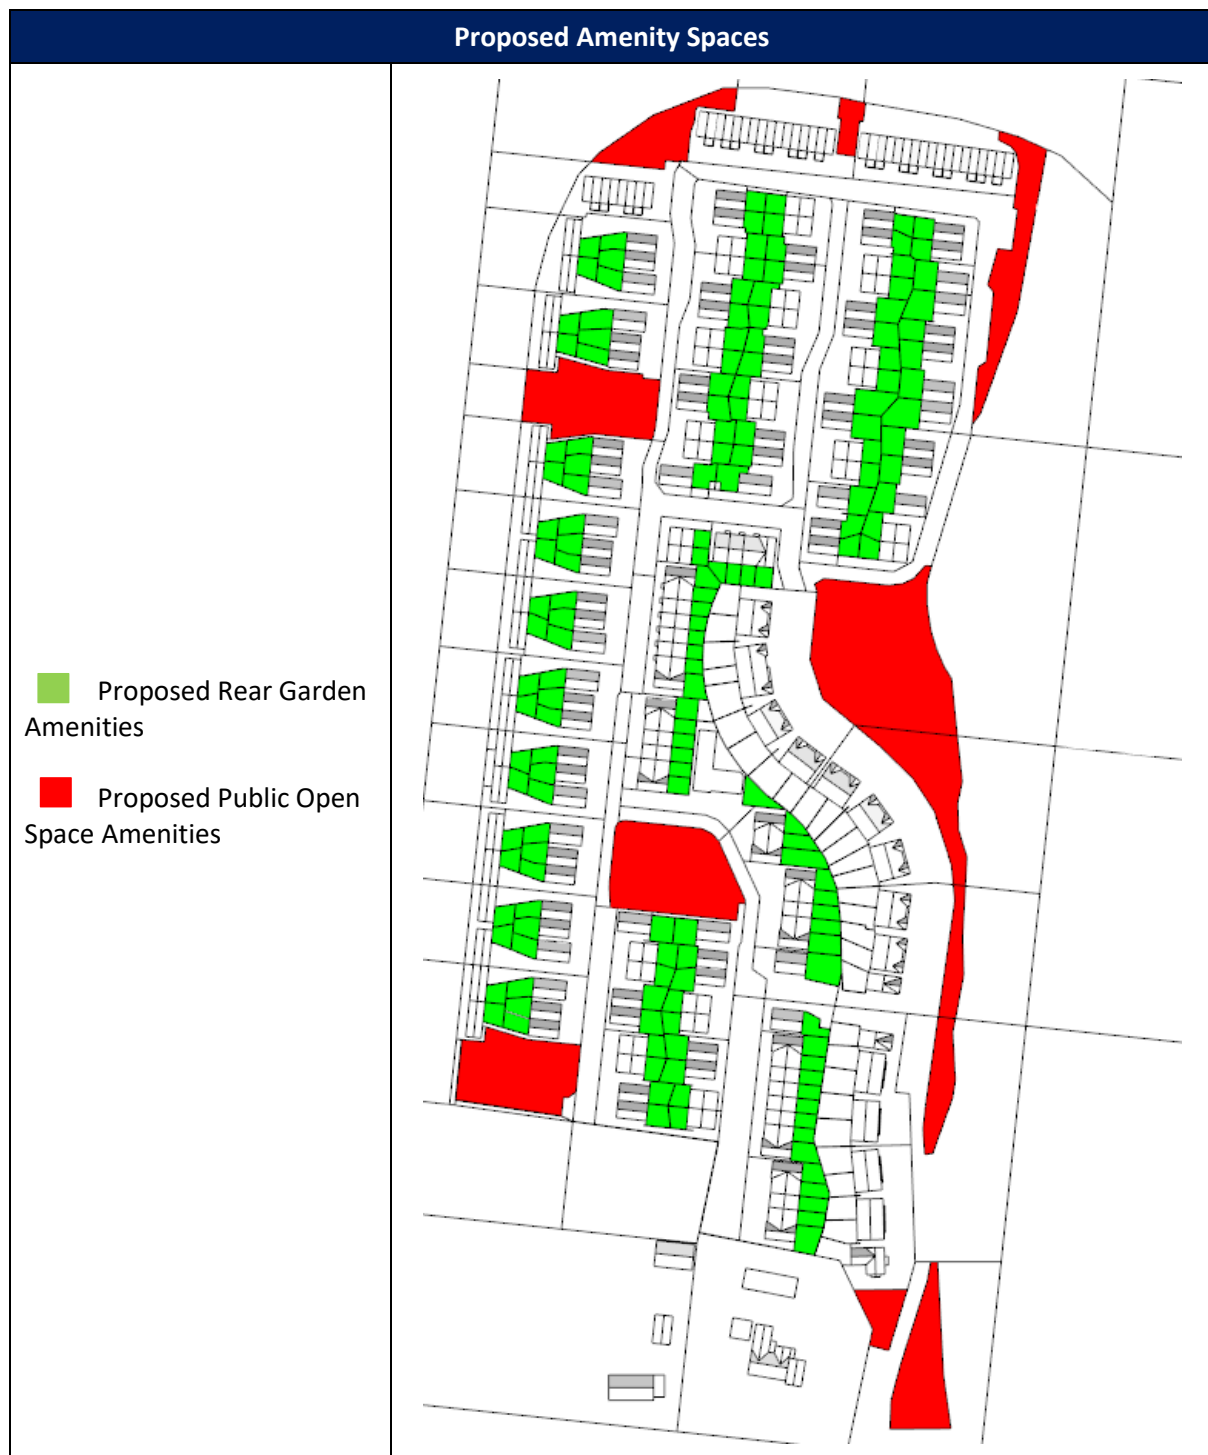 Proposed Amenity Spaces
Proposed Rear Garden
Amenities
Proposed Public Open
Space Amenities